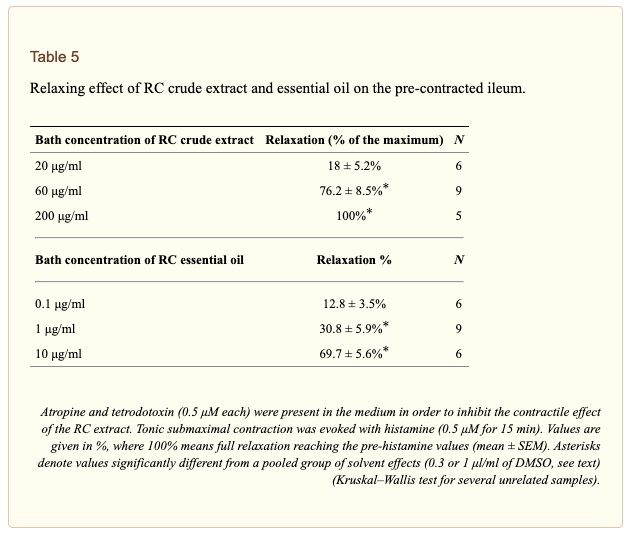 Table 5
Relaxing effect of RC crude extract and essential oil on the pre-contracted ileum.
Bath concentration of RC crude extract Relaxation (% of the maximum) N
20 μg/ml 18 ± 5.2% 6
60 μg/ml 76.2 ± 8.5%* 9
200 μg/ml 100%* 5
Bath concentration of RC essential oil Relaxation % N
0.1 μg/ml 12.8 ± 3.5% 6
1 μg/ml 30.8 ± 5.9%* 9
10 μg/ml 69.7 ± 5.6%* 6
Atropine and tetrodotoxin (0.5 μM each) were present in the medium in order to inhibit the contractile effect
of the RC extract. Tonic submaximal contraction was evoked with histamine (0.5 μM for 15 min). Values are
given in %, where 100% means full relaxation reaching the pre-histamine values (mean ± SEM). Asterisks
denote values significantly different from a pooled group of solvent effects (0.3 or 1 μl/ml of DMSO, see text)
(Kruskal–Wallis test for several unrelated samples).